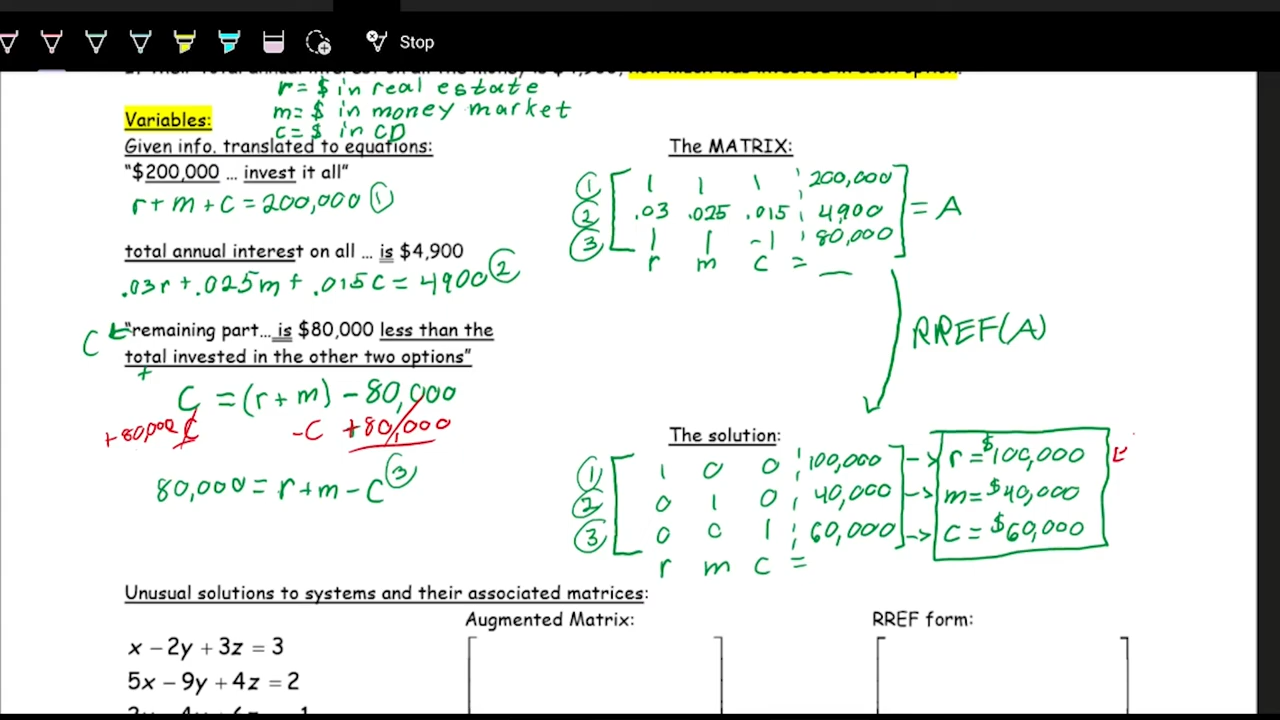 Stop
r = $ in real estate
m = $ in money market
c = $ in CD
Variables:
Given info. translated to equations:
"$200,000 … invest it all"
r + m + c = 200,000 ①
total annual interest on all … is $4,900
.03r + .025m + .015c = 4900 ②
C
"remaining part… is $80,000 less than the
total invested in the other two options"
+
C = (r + m) - 80,000
+80,000 -C -C +80,000
80,000 = r + m - C ③
The MATRIX:
① 1 1 1 200,000
② .03 .025 .015 4900 = A
③ 1 1 -1 80,000
r m c = __
RREF(A)
The solution:
① 1 0 0 100,000 -> r = $100,000
② 0 1 0 40,000 -> m = $40,000
③ 0 0 1 60,000 -> c = $60,000
r m c =
Unusual solutions to systems and their associated matrices:
Augmented Matrix: RREF form:
x − 2y + 3z = 3
5x − 9y + 4z = 2